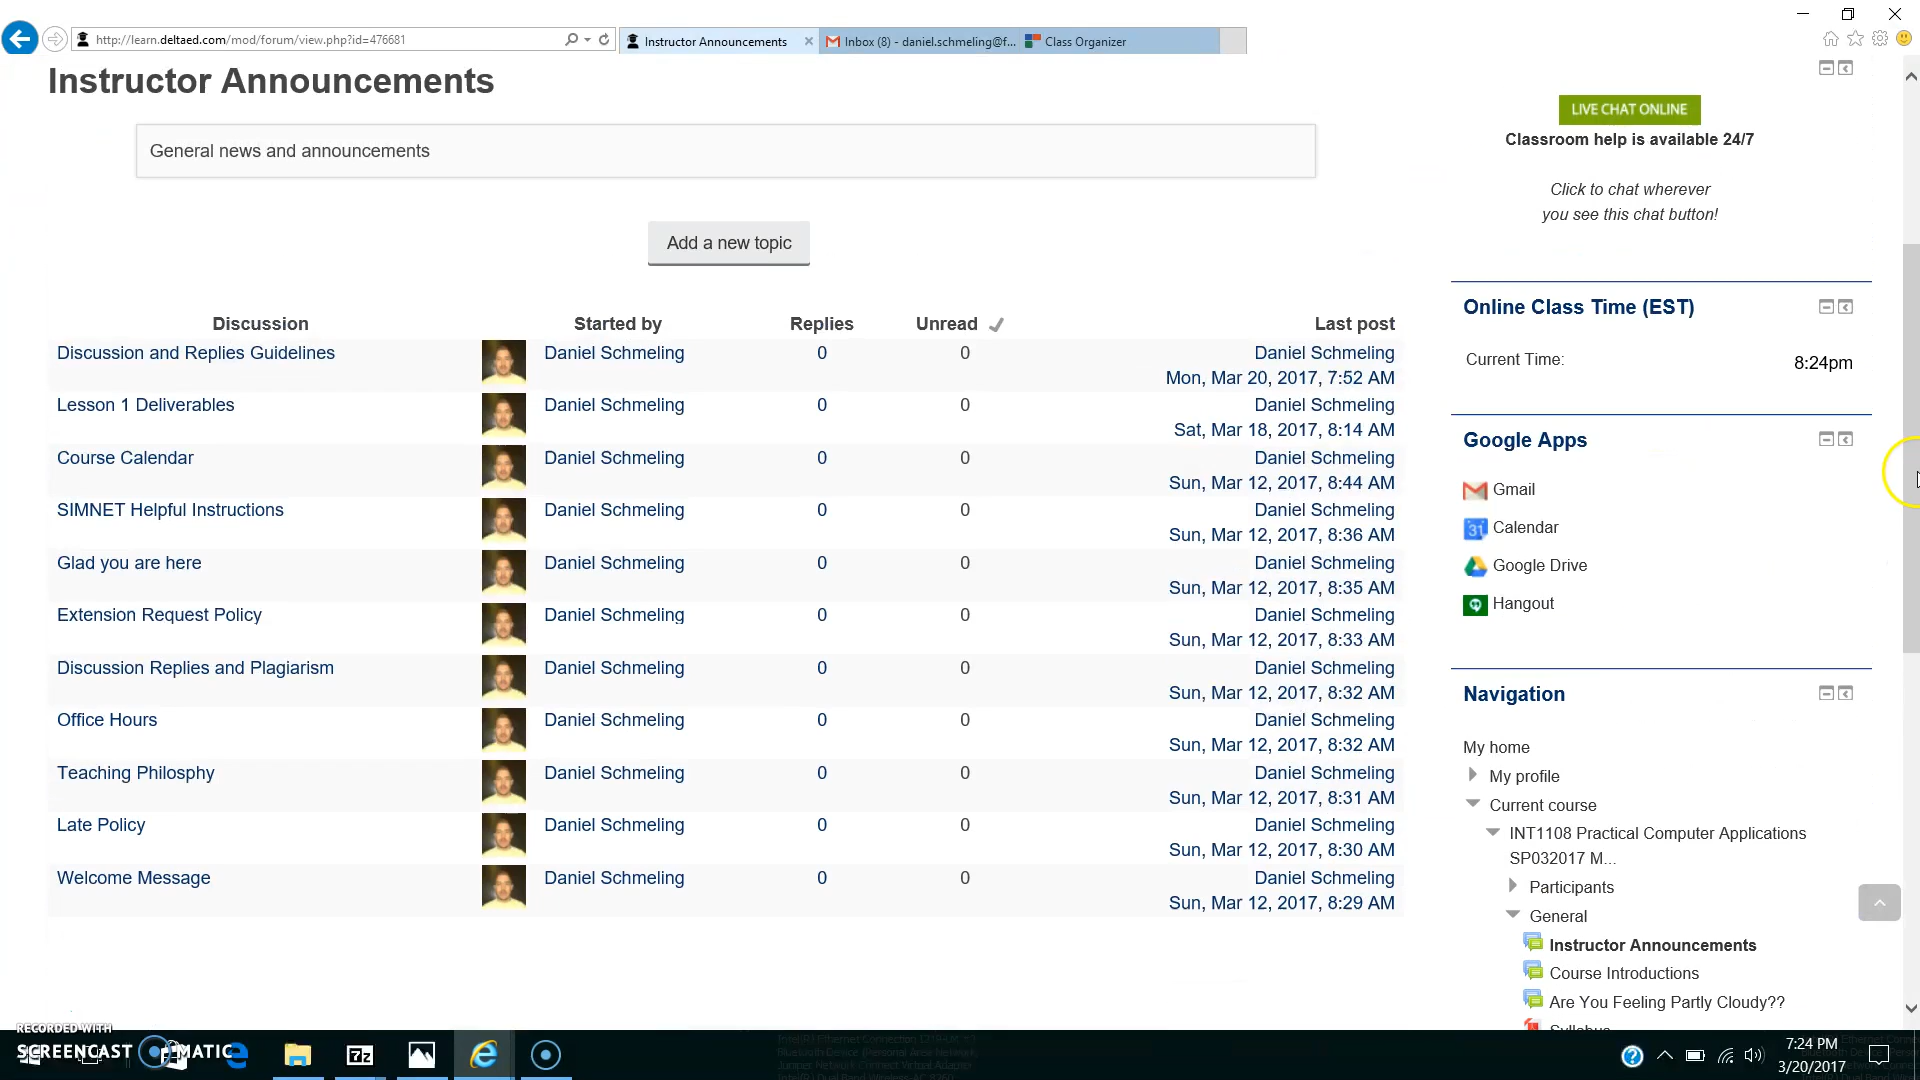 http://learn.deltaed.com/mod/forum/view.php?id=476681
Instructor Announcements
Inbox (8) - daniel.schmeling@f...
Class Organizer
Instructor Announcements
General news and announcements
Add a new topic
Discussion Started by Replies Unread Last post
Discussion and Replies Guidelines Daniel Schmeling 0 0 Daniel Schmeling
Mon, Mar 20, 2017, 7:52 AM
Lesson 1 Deliverables Daniel Schmeling 0 0 Daniel Schmeling
Sat, Mar 18, 2017, 8:14 AM
Course Calendar Daniel Schmeling 0 0 Daniel Schmeling
Sun, Mar 12, 2017, 8:44 AM
SIMNET Helpful Instructions Daniel Schmeling 0 0 Daniel Schmeling
Sun, Mar 12, 2017, 8:36 AM
Glad you are here Daniel Schmeling 0 0 Daniel Schmeling
Sun, Mar 12, 2017, 8:35 AM
Extension Request Policy Daniel Schmeling 0 0 Daniel Schmeling
Sun, Mar 12, 2017, 8:33 AM
Discussion Replies and Plagiarism Daniel Schmeling 0 0 Daniel Schmeling
Sun, Mar 12, 2017, 8:32 AM
Office Hours Daniel Schmeling 0 0 Daniel Schmeling
Sun, Mar 12, 2017, 8:32 AM
Teaching Philosphy Daniel Schmeling 0 0 Daniel Schmeling
Sun, Mar 12, 2017, 8:31 AM
Late Policy Daniel Schmeling 0 0 Daniel Schmeling
Sun, Mar 12, 2017, 8:30 AM
Welcome Message Daniel Schmeling 0 0 Daniel Schmeling
Sun, Mar 12, 2017, 8:29 AM
LIVE CHAT ONLINE
Classroom help is available 24/7
Click to chat wherever
you see this chat button!
Online Class Time (EST)
Current Time: 8:24pm
Google Apps
Gmail
31 Calendar
Google Drive
Hangout
Navigation
My home
My profile
Current course
INT1108 Practical Computer Applications
SP032017 M...
Participants
General
Instructor Announcements
Course Introductions
Are You Feeling Partly Cloudy??
Syllabus
RECORDED WITH
SCREENCAST MATIC
7z
7:24 PM
3/20/2017